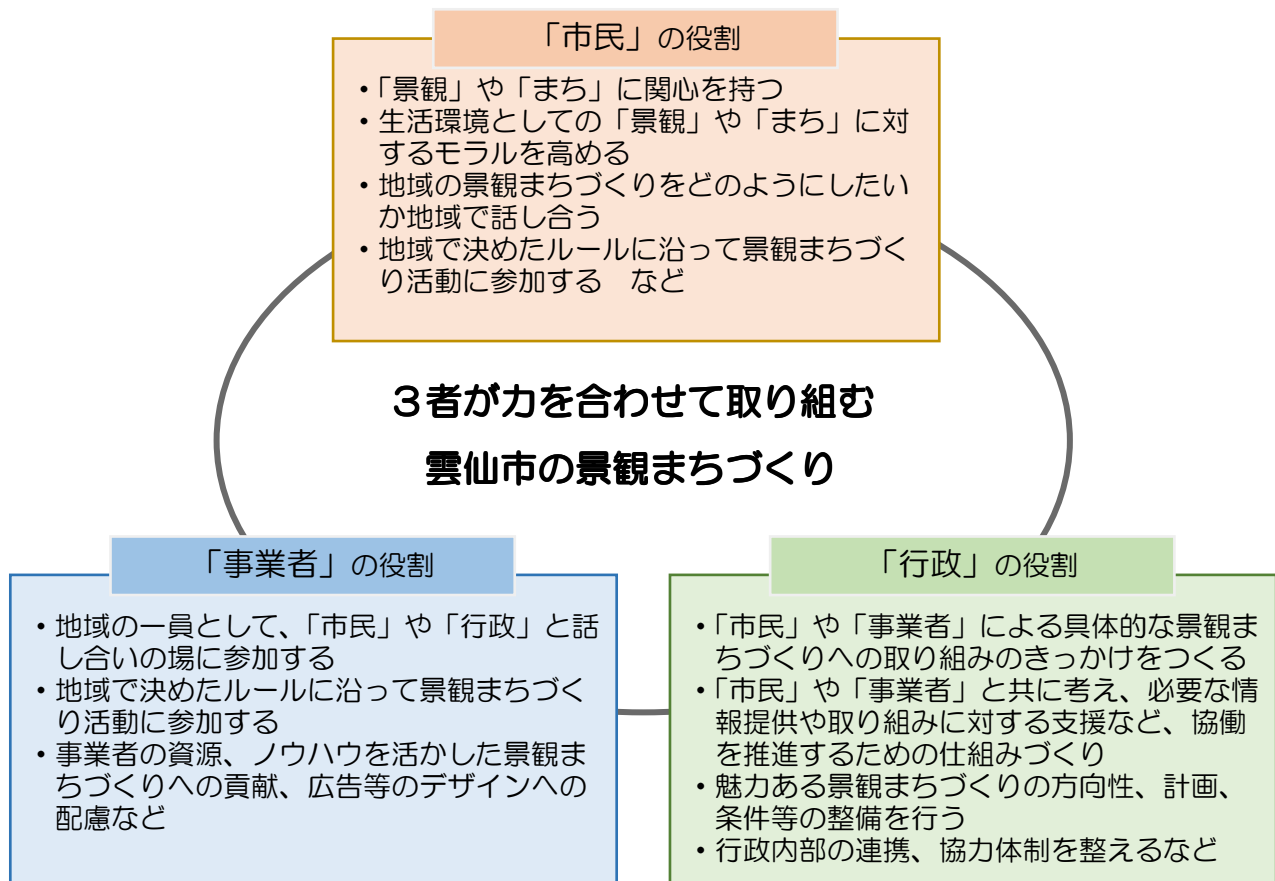 「市民」の役割
・「景観」や「まち」に関心を持つ
・生活環境としての「景観」や「まち」に対
するモラルを高める
・地域の景観まちづくりをどのようにしたい
か地域で話し合う
・地域で決めたルールに沿って景観まちづく
り活動に参加する　など
３者が力を合わせて取り組む
雲仙市の景観まちづくり
「事業者」の役割
・地域の一員として、「市民」や「行政」と話
し合いの場に参加する
・地域で決めたルールに沿って景観まちづく
り活動に参加する
・事業者の資源、ノウハウを活かした景観ま
ちづくりへの貢献、広告等のデザインへの
配慮など
「行政」の役割
・「市民」や「事業者」による具体的な景観ま
ちづくりへの取り組みのきっかけをつくる
・「市民」や「事業者」と共に考え、必要な情
報提供や取り組みに対する支援など、協働
を推進するための仕組みづくり
・魅力ある景観まちづくりの方向性、計画、
条件等の整備を行う
・行政内部の連携、協力体制を整えるなど